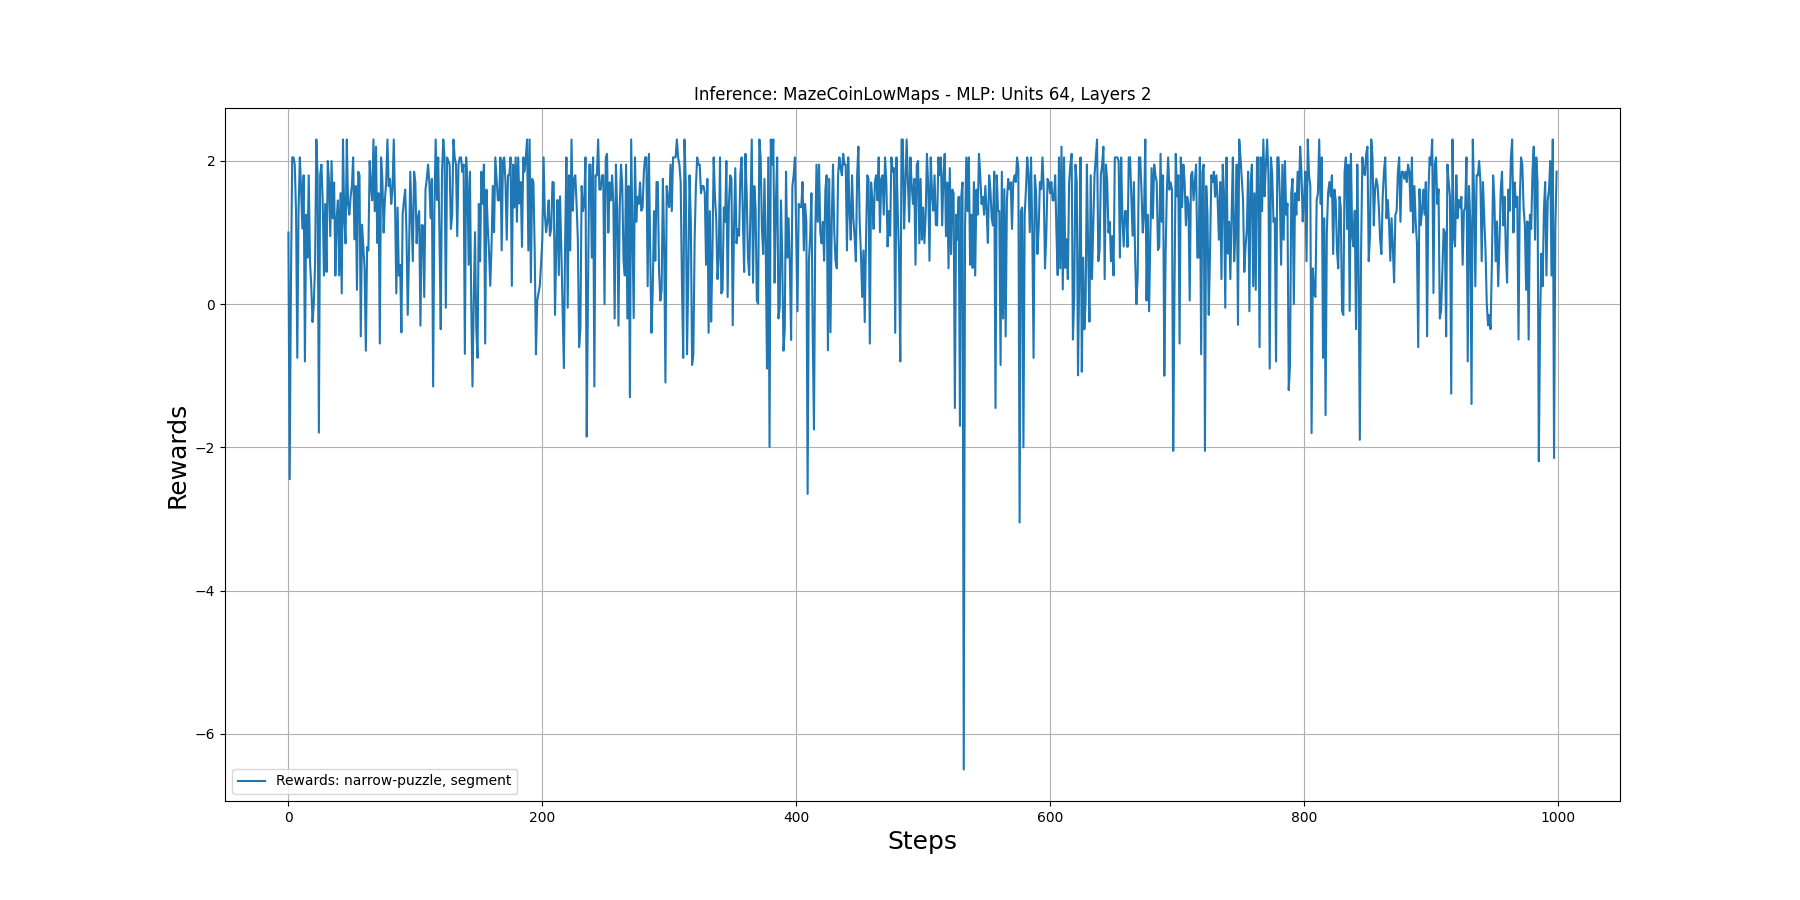 Inference: MazeCoinLowMaps - MLP: Units 64, Layers 2
2
0
−2
−4
−6
Rewards
Rewards: narrow-puzzle, segment
0
200
400
600
800
1000
Steps